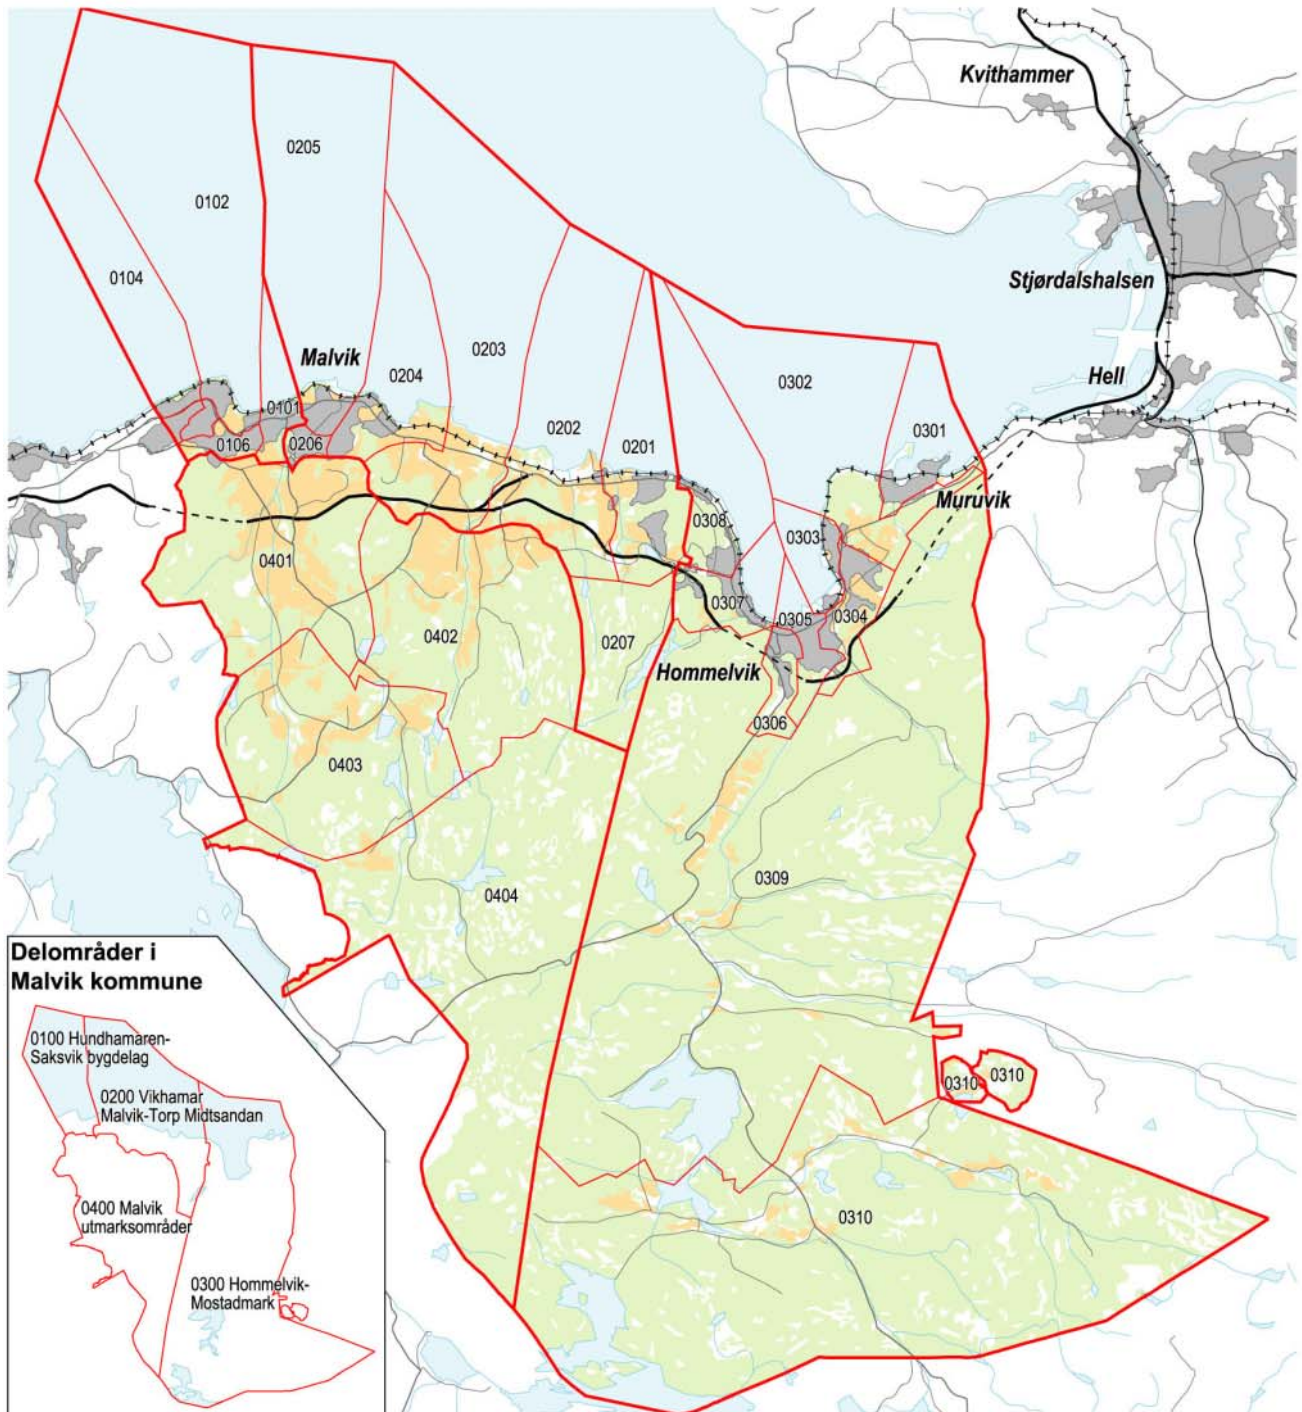 Kvithammer
0205
0102
0104
Stjørdalshalsen
0203
Malvik
0204
0302
Hell
0101
0202
0301
0106
0206
0201
Muruvik
0308
0303
0401
0307
0305
0304
0402
0207
Hommelvik
0306
0403
0309
0404
Delområder i
Malvik kommune
0100 Hundhamaren-
Saksvik bygdelag
0200 Vikhamar
Malvik-Torp Midtsandan
0400 Malvik
utmarksområder
0300 Hommelvik-
Mostadmark
0310
0310
0310